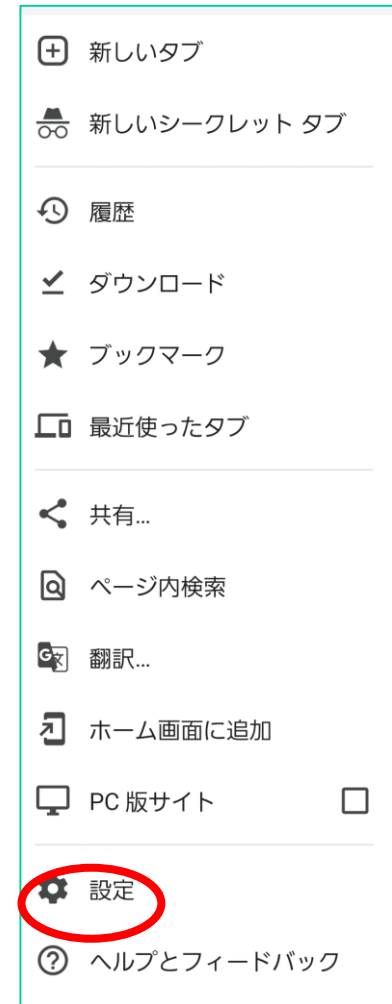 新しいタブ
新しいシークレット タブ
履歴
ダウンロード
ブックマーク
最近使ったタブ
共有...
ページ内検索
翻訳...
ホーム画面に追加
PC 版サイト
設定
ヘルプとフィードバック